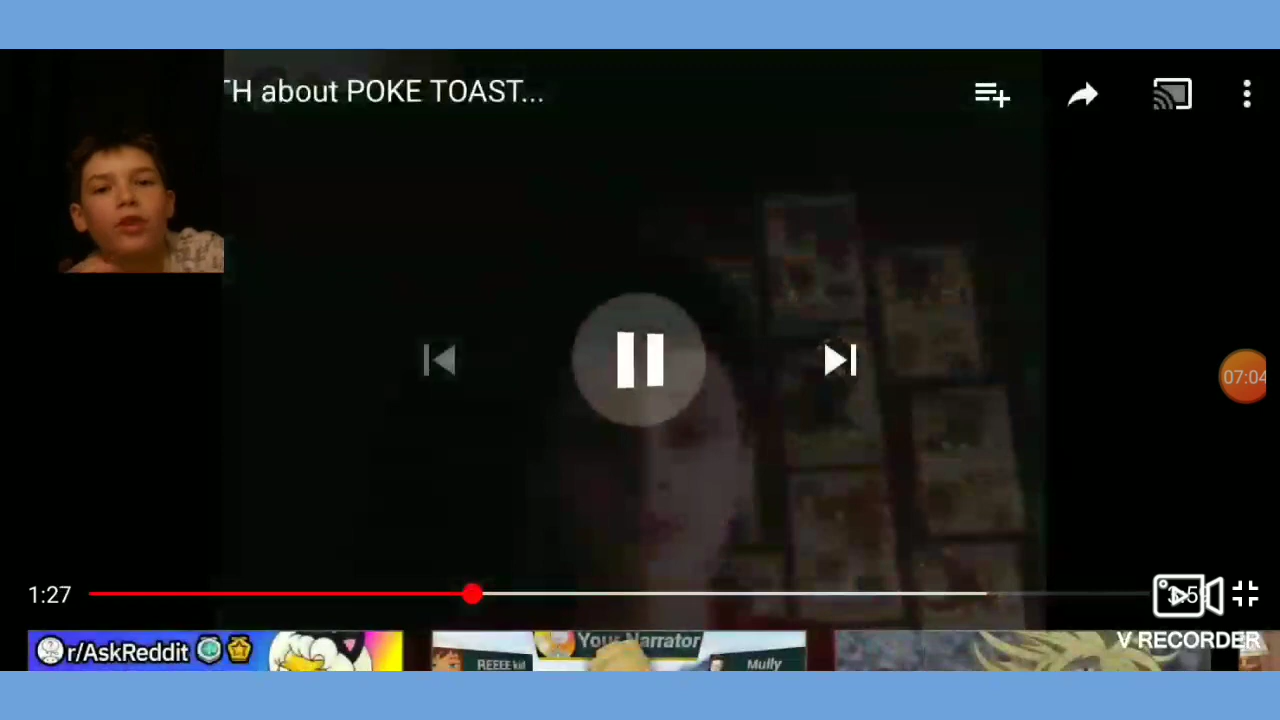 TH about POKE TOAST...
07:04
1:27
V RECORDER
r/AskReddit
Your Narrator
REEEE kid
Mully